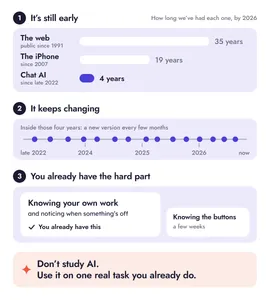 1 It's still early
How long we've had each one, by 2026
The web
public since 1991
35 years
The iPhone
since 2007
19 years
Chat AI
since late 2022
4 years
2 It keeps changing
Inside those four years: a new version every few months
late 2022 2024 2025 2026 now
3 You already have the hard part
Knowing your own work
and noticing when something's off
✓ You already have this
Knowing the buttons
a few weeks
Don't study AI.
Use it on one real task you already do.